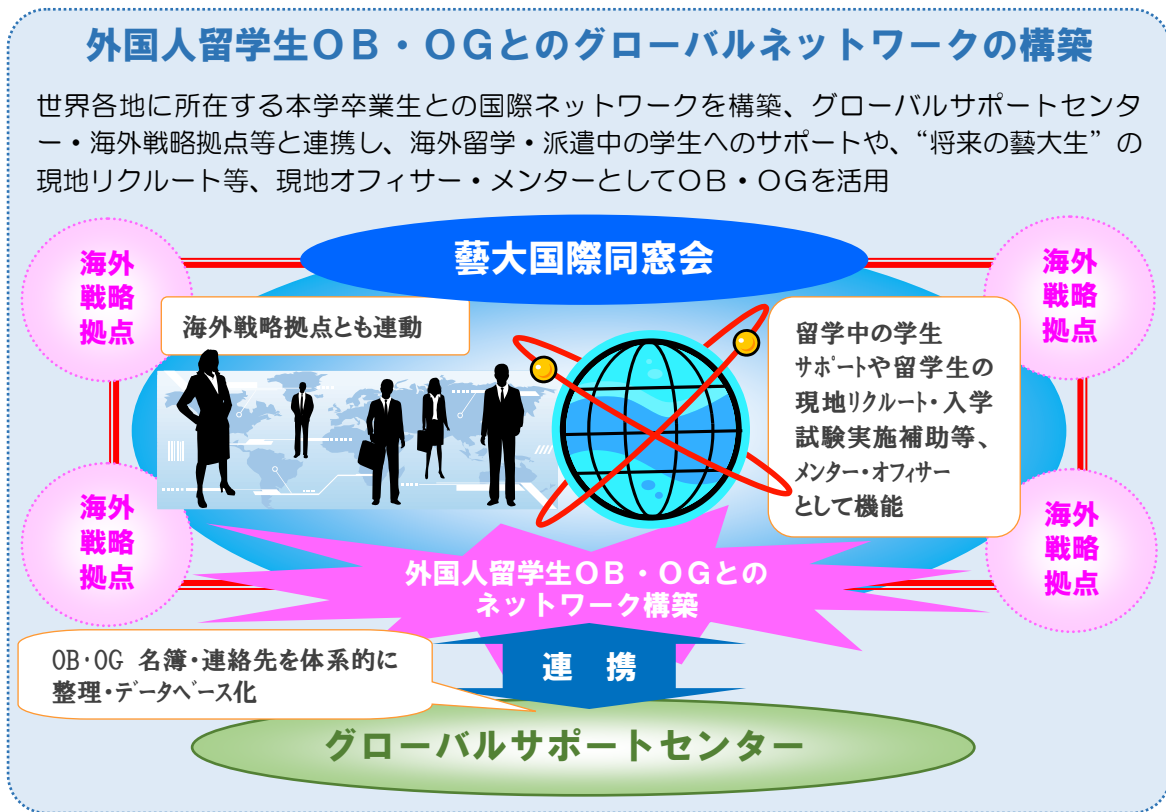 外国人留学生ＯＢ・ＯＧとのグローバルネットワークの構築
世界各地に所在する本学卒業生との国際ネットワークを構築、グローバルサポートセンタ
ー・海外戦略拠点等と連携し、海外留学・派遣中の学生へのサポートや、“将来の藝大生”の
現地リクルート等、現地オフィサー・メンターとしてＯＢ・ＯＧを活用
藝大国際同窓会
海外
戦略
拠点
海外
戦略
拠点
海外戦略拠点とも連動
留学中の学生
ｻﾎﾟｰﾄや留学生の
現地ﾘｸﾙｰﾄ・入学
試験実施補助等、
ﾒﾝﾀｰ・ｵﾌｨｻｰ
として機能
海外
戦略
拠点
海外
戦略
拠点
外国人留学生ＯＢ・ＯＧとの
ネットワーク構築
連 携
OB・OG 名簿・連絡先を体系的に
整理・ﾃﾞｰﾀﾍﾞｰｽ化
グローバルサポートセンター